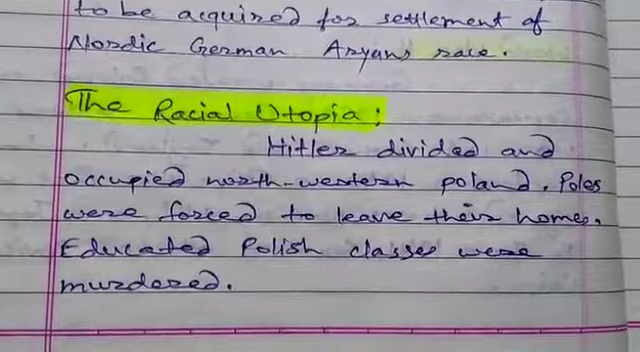 to be acquired for settlement of
Nordic German Aryans race.
The Racial Utopia:
Hitler divided and
occupied north-western poland. Poles
were forced to leave their homes.
Educated Polish classes were
murdered.